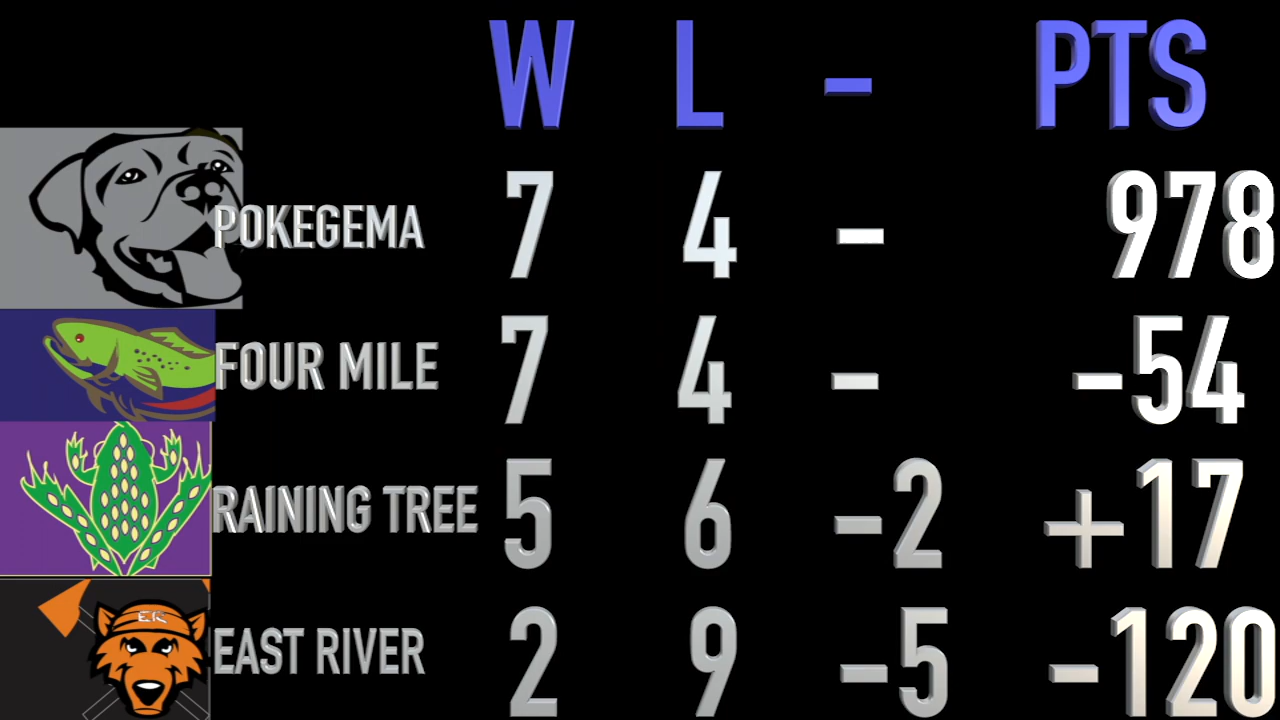 W L - PTS
POKEGEMA 7 4 - 978
FOUR MILE 7 4 - -54
RAINING TREE 5 6 -2 +17
ER
EAST RIVER 2 9 -5 -120